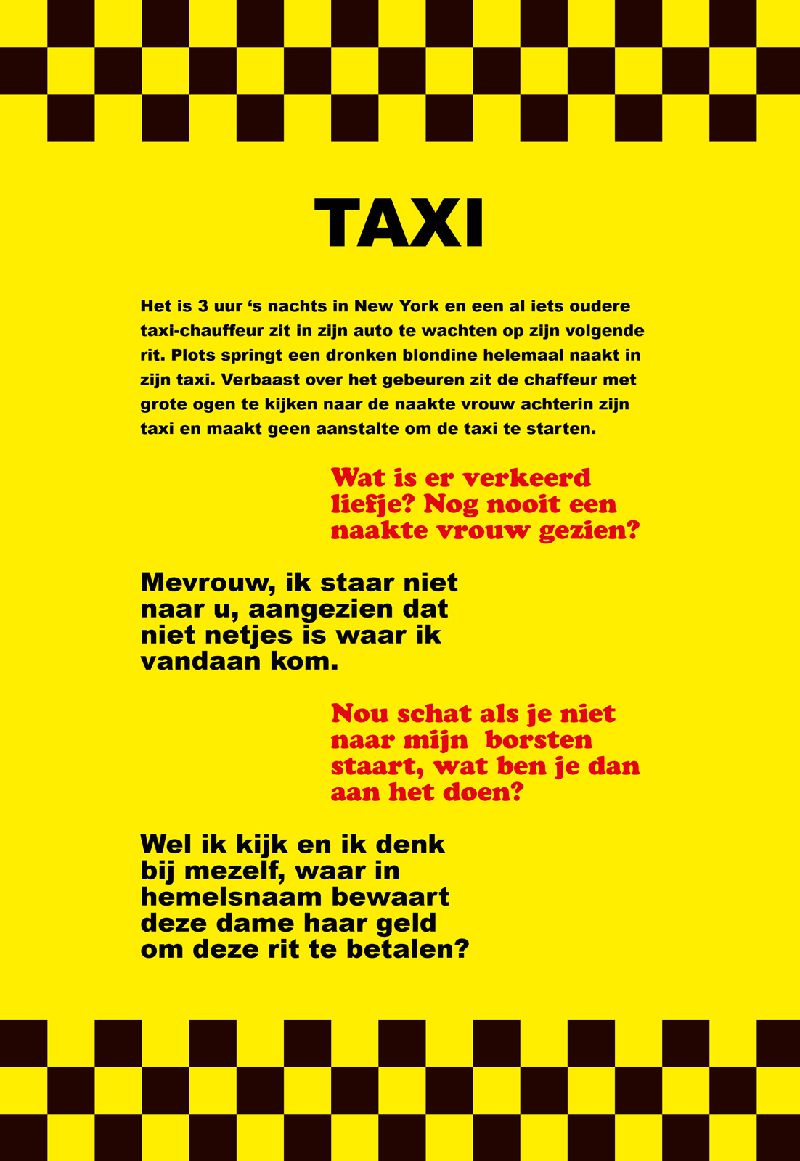 TAXI
Het is 3 uur ‘s nachts in New York en een al iets oudere
taxi-chauffeur zit in zijn auto te wachten op zijn volgende
rit. Plots springt een dronken blondine helemaal naakt in
zijn taxi. Verbaast over het gebeuren zit de chaffeur met
grote ogen te kijken naar de naakte vrouw achterin zijn
taxi en maakt geen aanstalte om de taxi te starten.
Wat is er verkeerd
liefje? Nog nooit een
naakte vrouw gezien?
Mevrouw, ik staar niet
naar u, aangezien dat
niet netjes is waar ik
vandaan kom.
Nou schat als je niet
naar mijn  borsten
staart, wat ben je dan
aan het doen?
Wel ik kijk en ik denk
bij mezelf, waar in
hemelsnaam bewaart
deze dame haar geld
om deze rit te betalen?